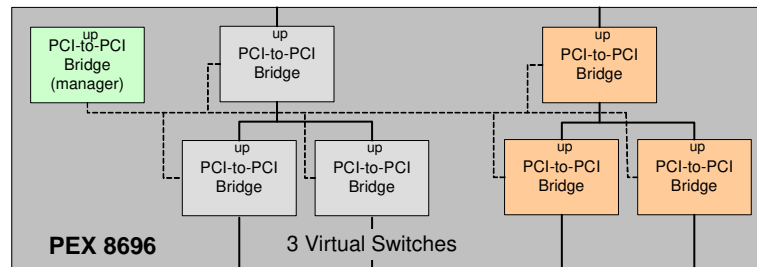 up
PCI-to-PCI
Bridge
(manager)
up
PCI-to-PCI
Bridge
up
PCI-to-PCI
Bridge
up
PCI-to-PCI
Bridge
up
PCI-to-PCI
Bridge
up
PCI-to-PCI
Bridge
up
PCI-to-PCI
Bridge
PEX 8696
3 Virtual Switches